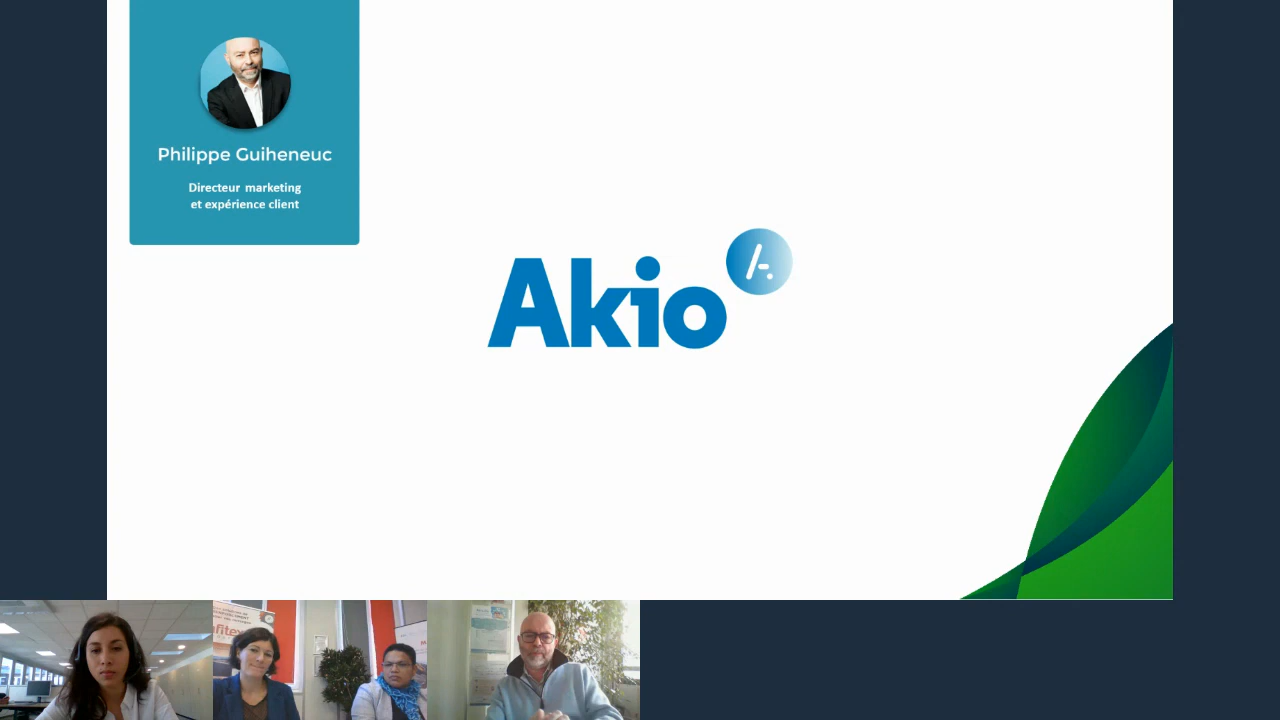 Philippe Guiheneuc
Directeur marketing
et expérience client
Akio